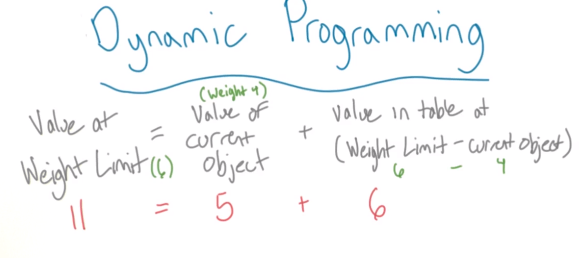 Dynamic Programming
(Weight 4)
Value at = Value of current object + Value in table at
Weight Limit (6) (Weight Limit - current object)
6 - 4
11 = 5 + 6